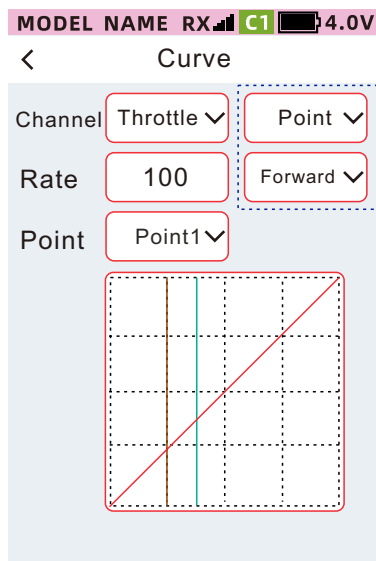 MODEL NAME RX C1 4.0V
Curve
Channel Throttle Point
Rate 100 Forward
Point Point1